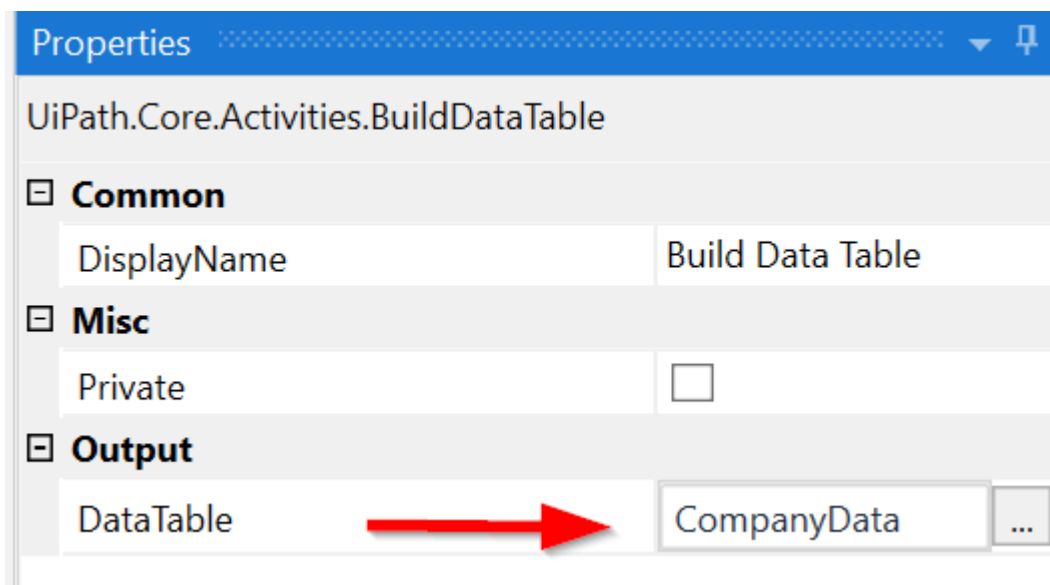 Properties
UiPath.Core.Activities.BuildDataTable
Common
DisplayName Build Data Table
Misc
Private
Output
DataTable CompanyData ...